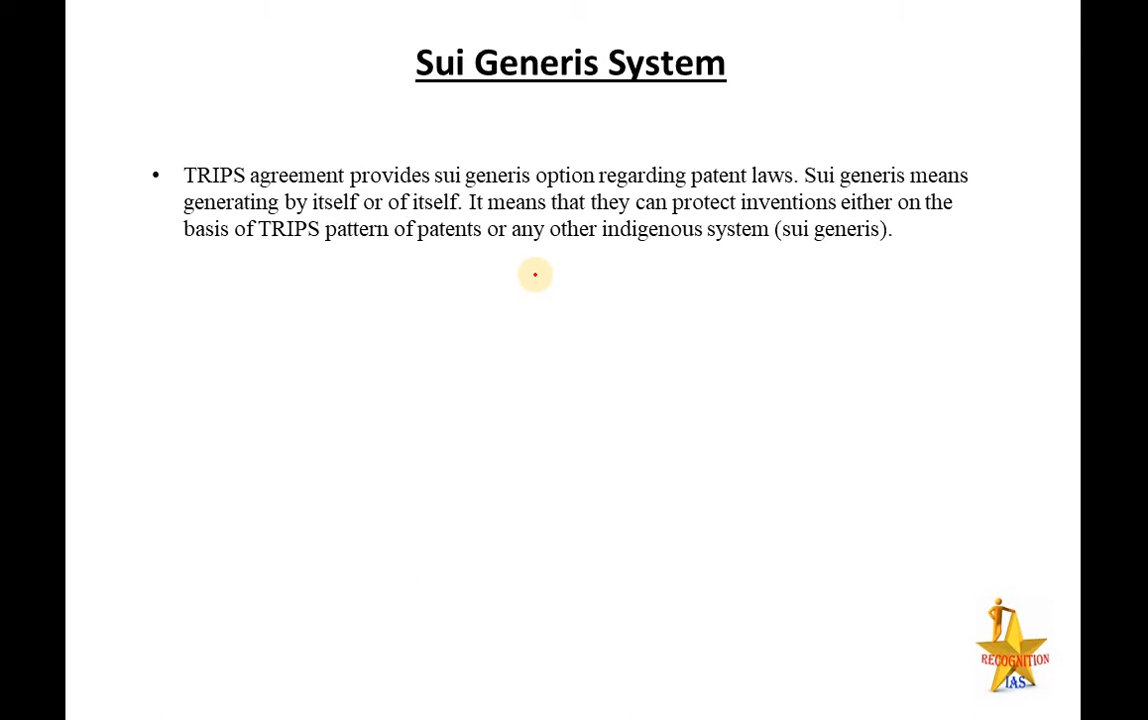 Sui Generis System
• TRIPS agreement provides sui generis option regarding patent laws. Sui generis means
generating by itself or of itself. It means that they can protect inventions either on the
basis of TRIPS pattern of patents or any other indigenous system (sui generis).
RECOGNITION
IAS